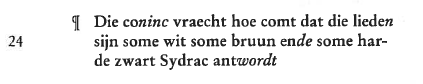 ¶ Die coninc vraecht hoe comt dat die lieden
24 sijn some wit some bruun ende some har-
de zwart Sydrac antwordt